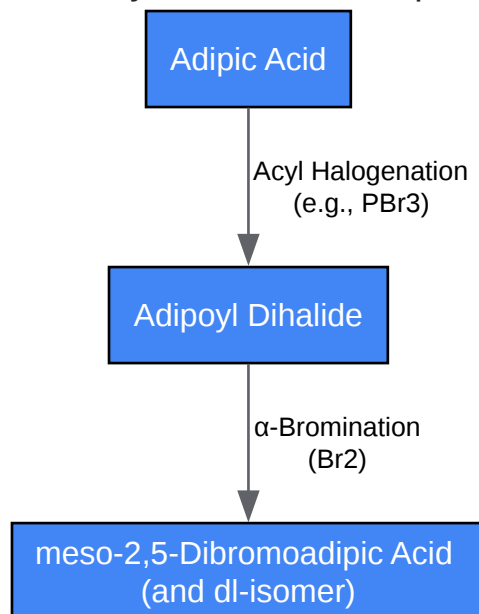 Adipic Acid
Acyl Halogenation
(e.g., PBr3)
Adipoyl Dihalide
α-Bromination
(Br2)
meso-2,5-Dibromoadipic Acid
(and dl-isomer)